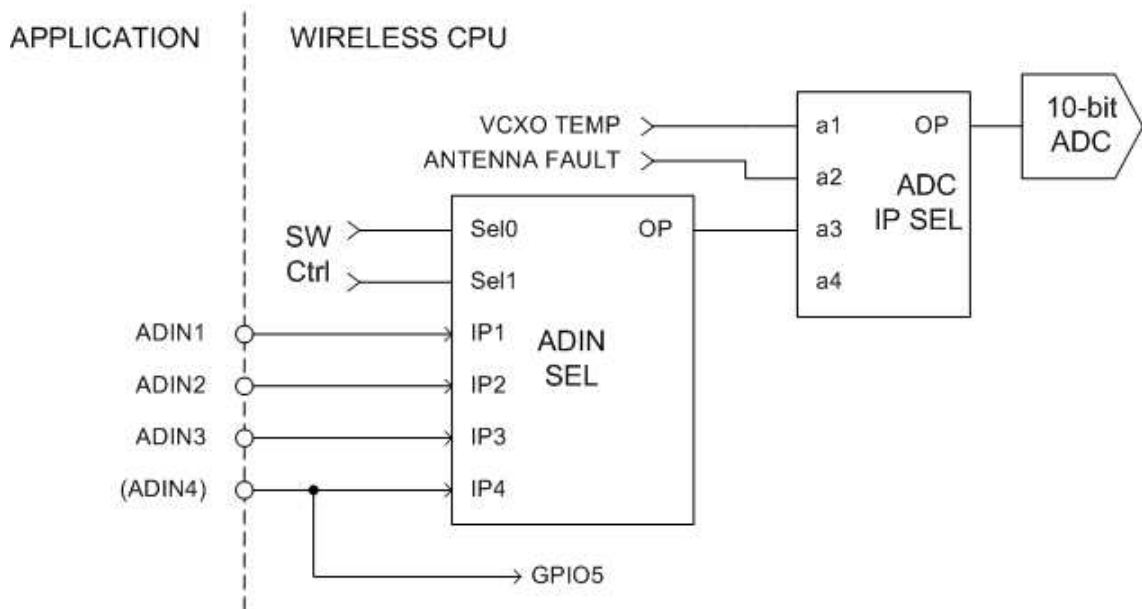 APPLICATION
WIRELESS CPU
VCXO TEMP
ANTENNA FAULT
a1
OP
a2
ADC
IP SEL
a3
a4
10-bit
ADC
SW
Ctrl
Sel0
OP
Sel1
ADIN1
IP1
ADIN
SEL
ADIN2
IP2
ADIN3
IP3
(ADIN4)
IP4
GPIO5